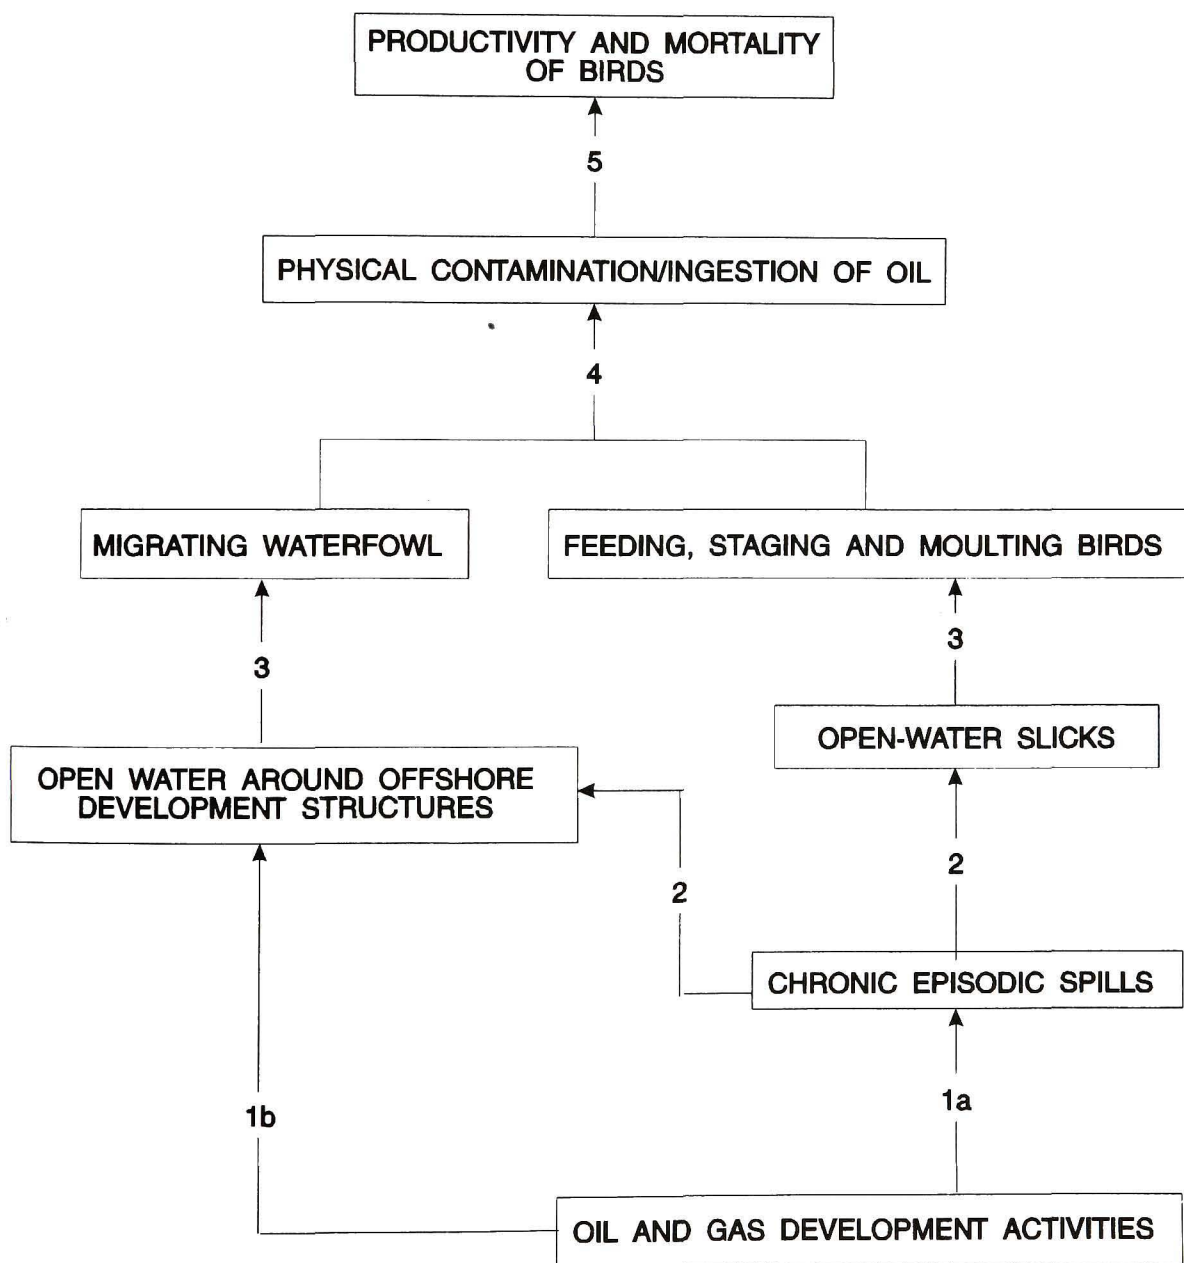 PRODUCTIVITY AND MORTALITY
OF BIRDS
5
PHYSICAL CONTAMINATION/INGESTION OF OIL
4
MIGRATING WATERFOWL
FEEDING, STAGING AND MOULTING BIRDS
3
3
OPEN-WATER SLICKS
OPEN WATER AROUND OFFSHORE
DEVELOPMENT STRUCTURES
2
2
CHRONIC EPISODIC SPILLS
1b
1a
OIL AND GAS DEVELOPMENT ACTIVITIES